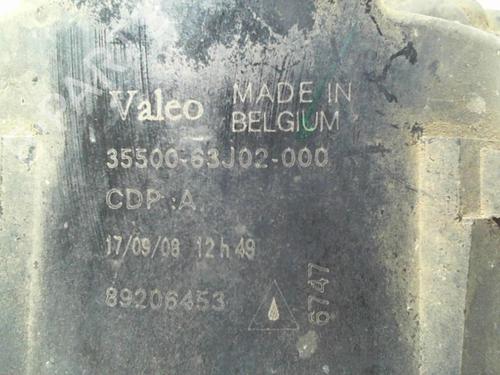 Valeo MADE IN
BELGIUM
35500-63J02-000
CDP :A
17/09/08 12 h 49
89206453
6747